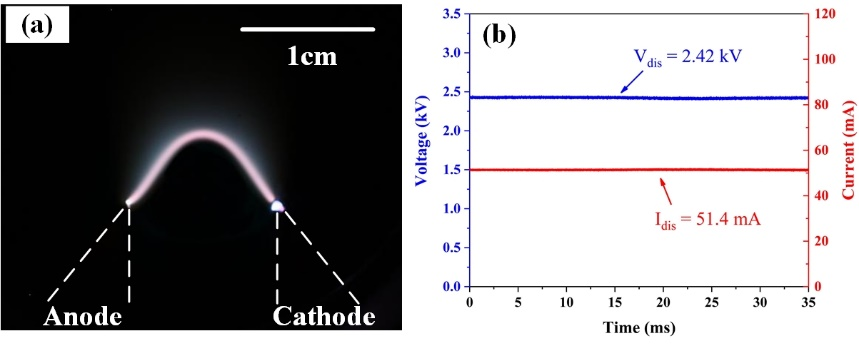 (a)
1cm
Anode
Cathode
(b)
Voltage (kV)
3.5
3.0
2.5
2.0
1.5
1.0
0.5
0.0
V_dis = 2.42 kV
I_dis = 51.4 mA
0 5 10 15 20 25 30 35
Time (ms)
120
100
80
60
40
20
0
Current (mA)